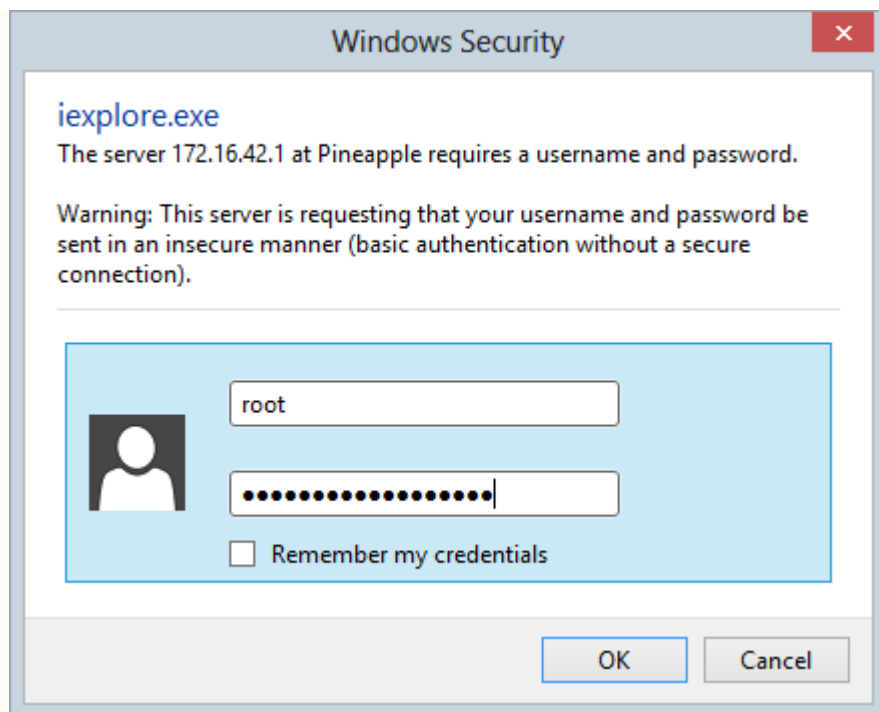 Windows Security
iexplore.exe
The server 172.16.42.1 at Pineapple requires a username and password.
Warning: This server is requesting that your username and password be
sent in an insecure manner (basic authentication without a secure
connection).
root
••••••••••••••••••
Remember my credentials
OK Cancel